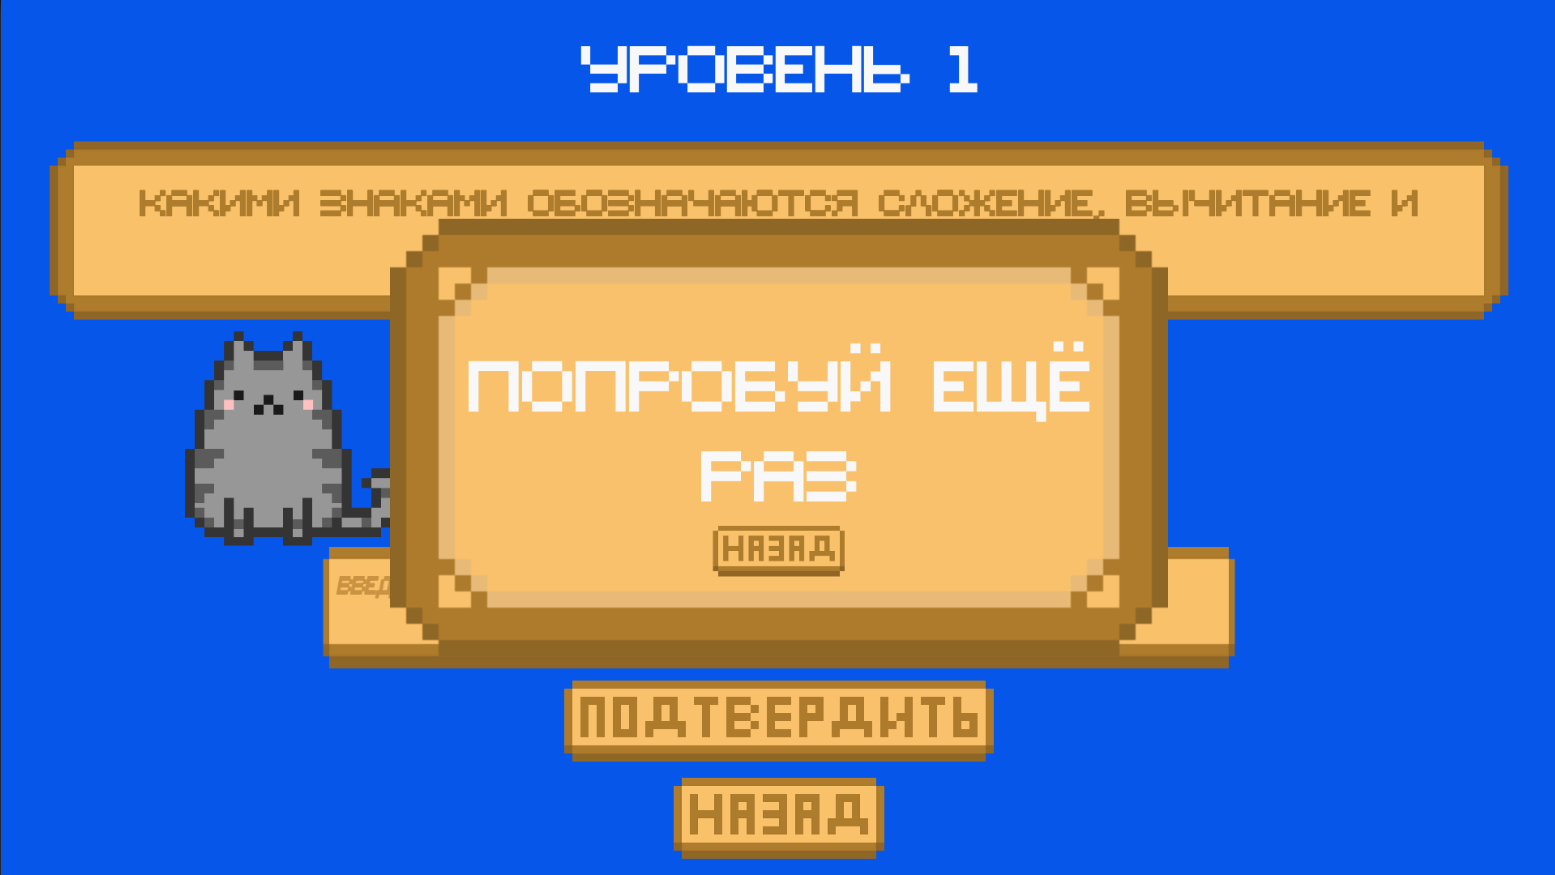 УРОВЕНЬ 1
КАКИМИ ЗНАКАМИ ОБОЗНАЧАЮТСЯ СЛОЖЕНИЕ, ВЫЧИТАНИЕ И
ПОПРОБУЙ ЕЩЁ
РАЗ
НАЗАД
ПОДТВЕРДИТЬ
НАЗАД